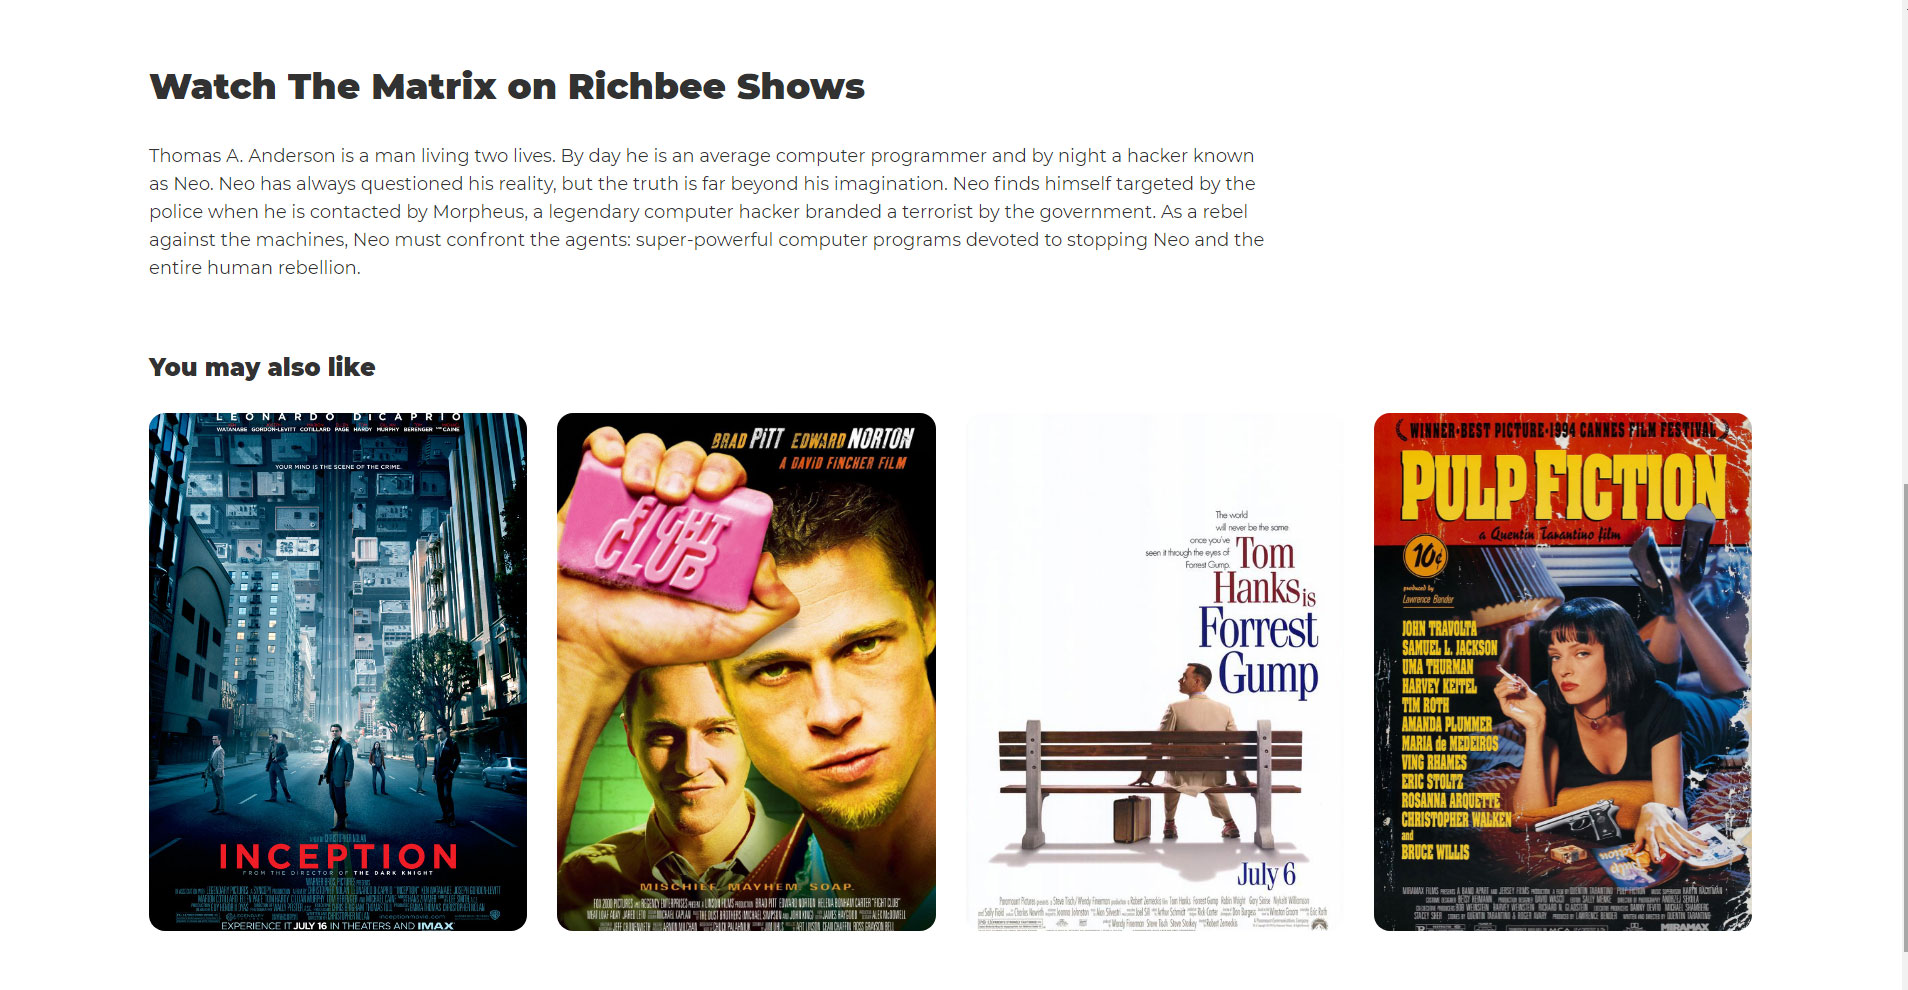 Watch The Matrix on Richbee Shows
Thomas A. Anderson is a man living two lives. By day he is an average computer programmer and by night a hacker known
as Neo. Neo has always questioned his reality, but the truth is far beyond his imagination. Neo finds himself targeted by the
police when he is contacted by Morpheus, a legendary computer hacker branded a terrorist by the government. As a rebel
against the machines, Neo must confront the agents: super-powerful computer programs devoted to stopping Neo and the
entire human rebellion.
You may also like
LEONARDO DiCAPRIO
WATANABE GORDON-LEVITT COTILLARD PAGE HARDY MURPHY BERENGER CAINE
YOUR MIND IS THE SCENE OF THE CRIME.
INCEPTION
FROM THE DIRECTOR OF THE DARK KNIGHT
inceptionmovie.com
EXPERIENCE IT JULY 16 IN THEATERS AND IMAX
BRAD PITT EDWARD NORTON
A DAVID FINCHER FILM
FIGHT
CLUB
MISCHIEF. MAYHEM. SOAP.
The world
will never be the same
once you've
seen it through the eyes of
Forrest Gump.
Tom
Hanks is
Forrest
Gump
July 6
WINNER-BEST PICTURE-1994 CANNES FILM FESTIVAL
PULP FICTION
a Quentin Tarantino film
10¢
produced by
Lawrence Bender
JOHN TRAVOLTA
SAMUEL L. JACKSON
UMA THURMAN
HARVEY KEITEL
TIM ROTH
AMANDA PLUMMER
MARIA de MEDEIROS
VING RHAMES
ERIC STOLTZ
ROSANNA ARQUETTE
CHRISTOPHER WALKEN
and
BRUCE WILLIS
MIRAMAX